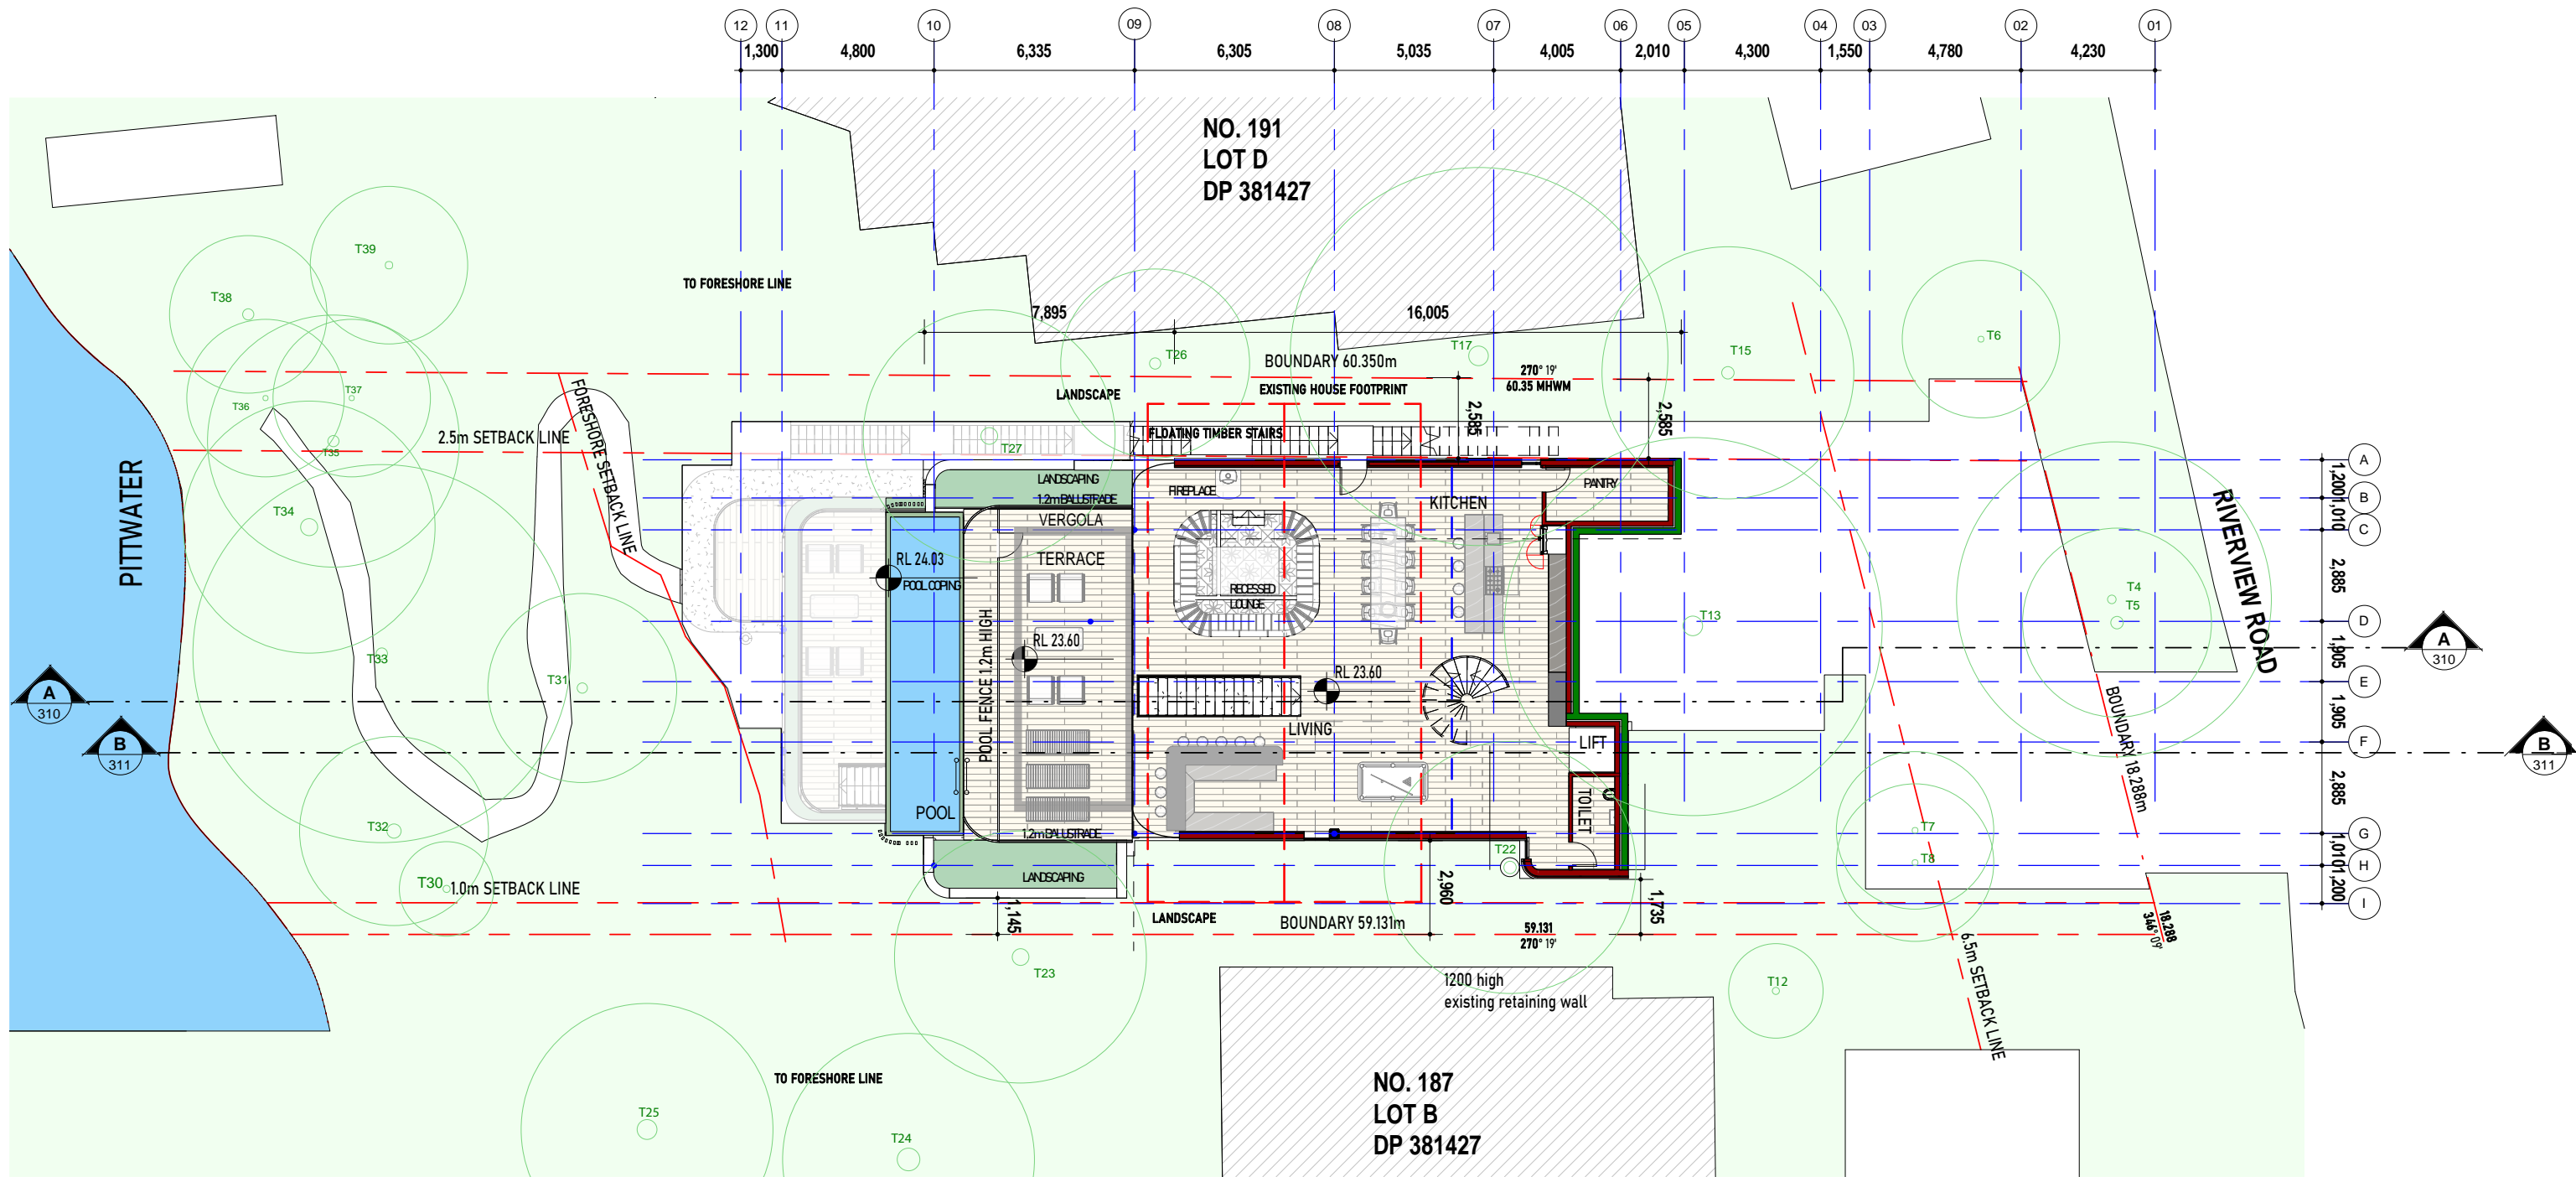 12 11 10 09 08 07 06 05 04 03 02 01
1,300 4,800 6,335 6,305 5,035 4,005 2,010 4,300 1,550 4,780 4,230
NO. 191
LOT D
DP 381427
T39
T38
TO FORESHORE LINE
7,895 16,005
T6
T15
T17
T26
BOUNDARY 60.350m
270° 19'
60.35 MHWM
EXISTING HOUSE FOOTPRINT
LANDSCAPE
T37
T36
T35
2.5m SETBACK LINE
FORESHORE SETBACK LINE
T27
FLOATING TIMBER STAIRS
2,585
2,585
A
B
C
D
E
F
G
H
I
1,200
1,010
2,885
1,905
1,905
2,885
1,010
1,200
PITTWATER
T34
LANDSCAPING
1.2m BALUSTRADE
VERGOLA
TERRACE
FIREPLACE
KITCHEN
PANTRY
RL 24.03
POOL COPING
POOL FENCE 1.2m HIGH
RECESSED
LOUNGE
RL 23.60
RL 23.60
RIVERVIEW ROAD
T4
T5
T13
T33
T31
A
310
A
310
B
311
B
311
LIVING
LIFT
TOILET
POOL
1.2m BALUSTRADE
LANDSCAPING
T32
T30
1.0m SETBACK LINE
T22
T7
T8
BOUNDARY 18.288m
18.288
346° 09'
6.5m SETBACK LINE
1,145
2,960
1,735
LANDSCAPE
BOUNDARY 59.131m
59.131
270° 19'
T23
1200 high
existing retaining wall
T12
TO FORESHORE LINE
NO. 187
LOT B
DP 381427
T25
T24